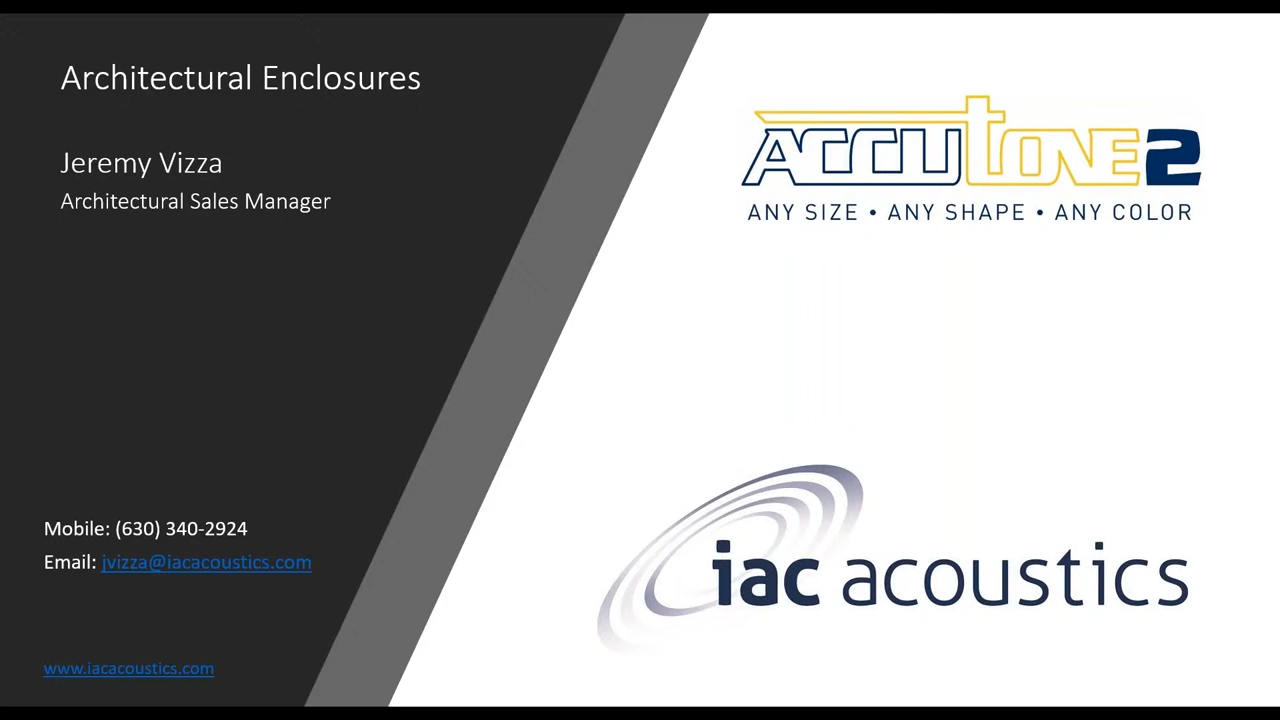 Architectural Enclosures
Jeremy Vizza
Architectural Sales Manager
Mobile: (630) 340-2924
Email: jvizza@iacacoustics.com
www.iacacoustics.com
ACCUTONE2
ANY SIZE • ANY SHAPE • ANY COLOR
iac acoustics